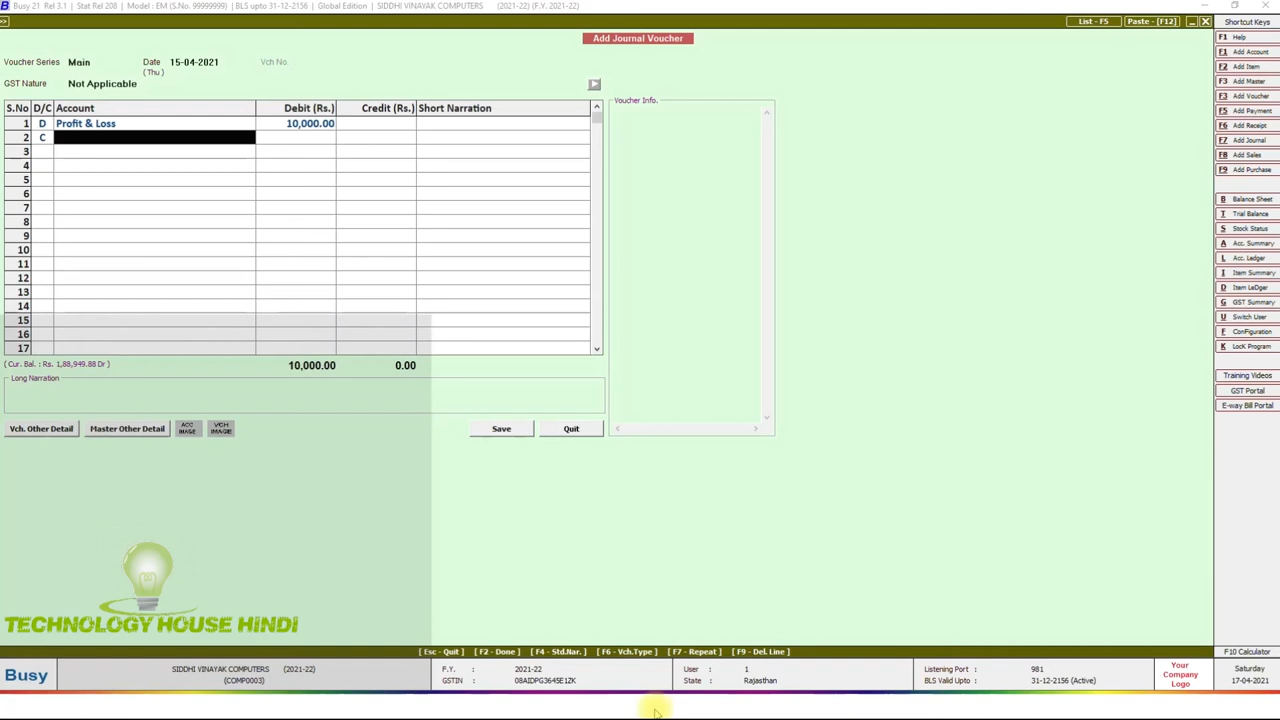 Busy 21 Rel 3.1 | Stat Rel 208 | Model : EM (S.No. 99999999) | BLS upto 31-12-2156 | Global Edition | SIDDHI VINAYAK COMPUTERS (2021-22) (F.Y. 2021-22)
>> List - F5 Paste - [F12] Shortcut Keys
Add Journal Voucher
Voucher Series Main Date 15-04-2021 Vch No.
(Thu)
GST Nature Not Applicable
S.No D/C Account Debit (Rs.) Credit (Rs.) Short Narration
1 D Profit & Loss 10,000.00
2 C
3
4
5
6
7
8
9
10
11
12
13
14
15
16
17
(Cur. Bal. : Rs. 1,88,949.88 Dr) 10,000.00 0.00
Long Narration
Vch. Other Detail Master Other Detail ACC IMAGE VCH IMAGE Save Quit
Voucher Info.
F1 Help
F1 Add Account
F2 Add Item
F3 Add Master
F3 Add Voucher
F5 Add Payment
F6 Add Receipt
F7 Add Journal
F8 Add Sales
F9 Add Purchase
B Balance Sheet
T Trial Balance
S Stock Status
A Acc. Summary
L Acc. Ledger
I Item Summary
D Item LeDger
G GST Summary
U Switch User
F Configuration
K LocK Program
Training Videos
GST Portal
E-way Bill Portal
TECHNOLOGY HOUSE HINDI
[ Esc - Quit ] [ F2 - Done ] [ F4 - Std.Nar. ] [ F6 - Vch.Type ] [ F7 - Repeat ] [ F9 - Del. Line ] F10 Calculator
Busy SIDDHI VINAYAK COMPUTERS (2021-22) F.Y. : 2021-22 User : 1 Listening Port : 981 Your Company Logo Saturday
(COMP0003) GSTIN : 08AIDPG3645E1ZK State : Rajasthan BLS Valid Upto : 31-12-2156 (Active) 17-04-2021